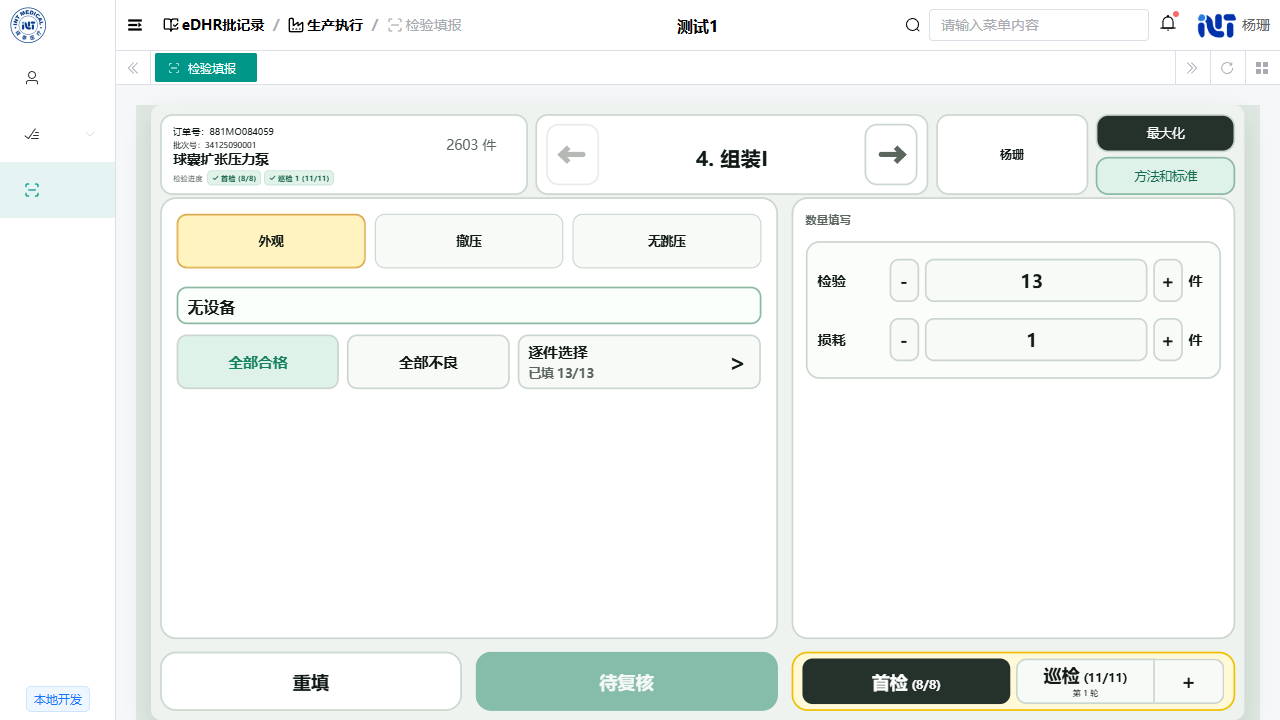 INT MEDICAL
INT
eDHR批记录 / 生产执行 / 检验填报
测试1
请输入菜单内容
INT
杨珊
检验填报
订单号：881MO084059
批次号：34125090001
球囊扩张压力泵
检验进度 首检 (8/8) 巡检 1 (11/11)
2603 件
4. 组装Ⅰ
杨珊
最大化
方法和标准
外观
撤压
无跳压
无设备
全部合格
全部不良
逐件选择
已填 13/13
>
数量填写
检验 - 13 + 件
损耗 - 1 + 件
重填
待复核
首检 (8/8)
巡检 (11/11)
第 1 轮
+
本地开发